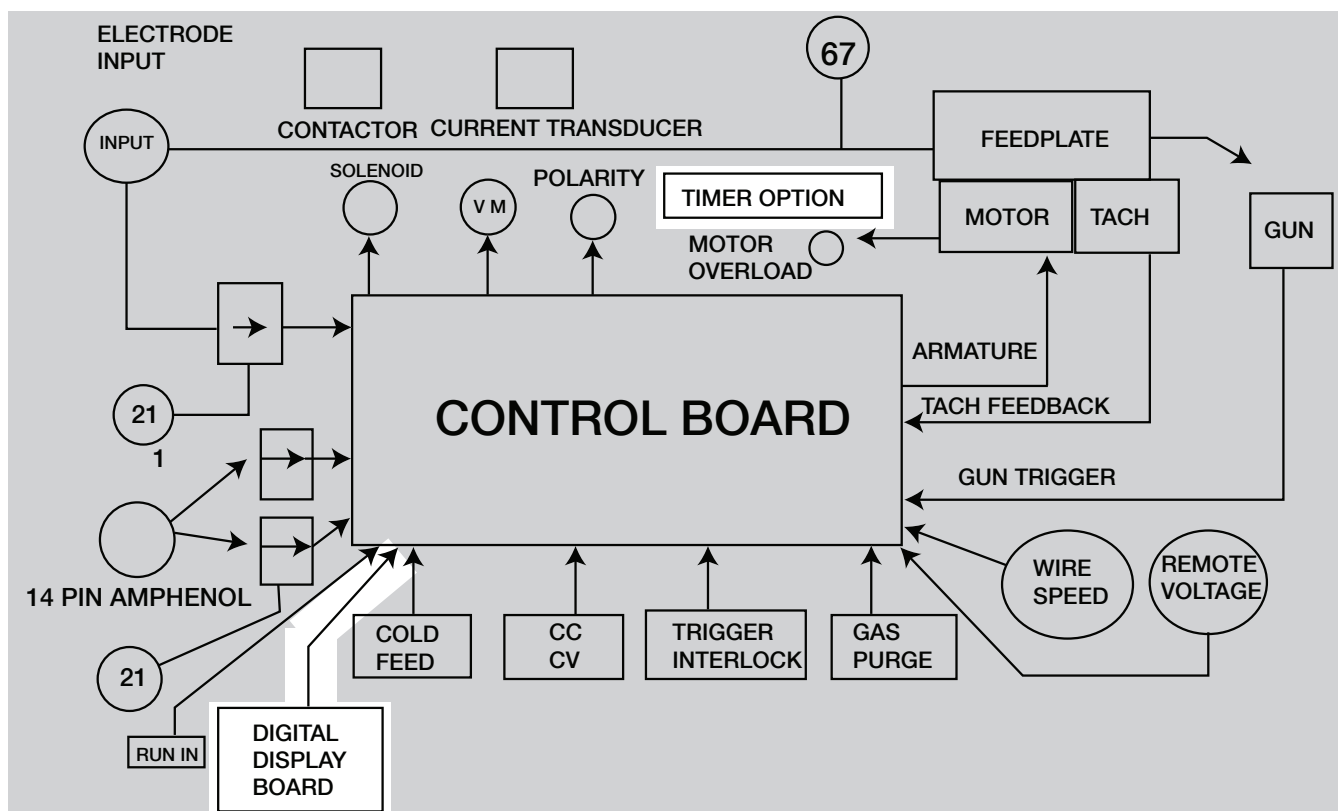 ELECTRODE
INPUT
67
INPUT
CONTACTOR
CURRENT TRANSDUCER
FEEDPLATE
SOLENOID
V M
POLARITY
TIMER OPTION
MOTOR
TACH
GUN
MOTOR
OVERLOAD
ARMATURE
CONTROL BOARD
TACH FEEDBACK
21
1
GUN TRIGGER
14 PIN AMPHENOL
WIRE
SPEED
REMOTE
VOLTAGE
COLD
FEED
CC
CV
TRIGGER
INTERLOCK
GAS
PURGE
21
RUN IN
DIGITAL
DISPLAY
BOARD